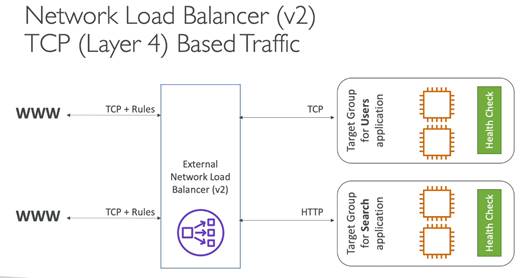 Network Load Balancer (v2)
TCP (Layer 4) Based Traffic
WWW
TCP + Rules
TCP
Target Group
for Users
application
Health Check
External
Network Load
Balancer (v2)
WWW
TCP + Rules
HTTP
Target Group
for Search
application
Health Check